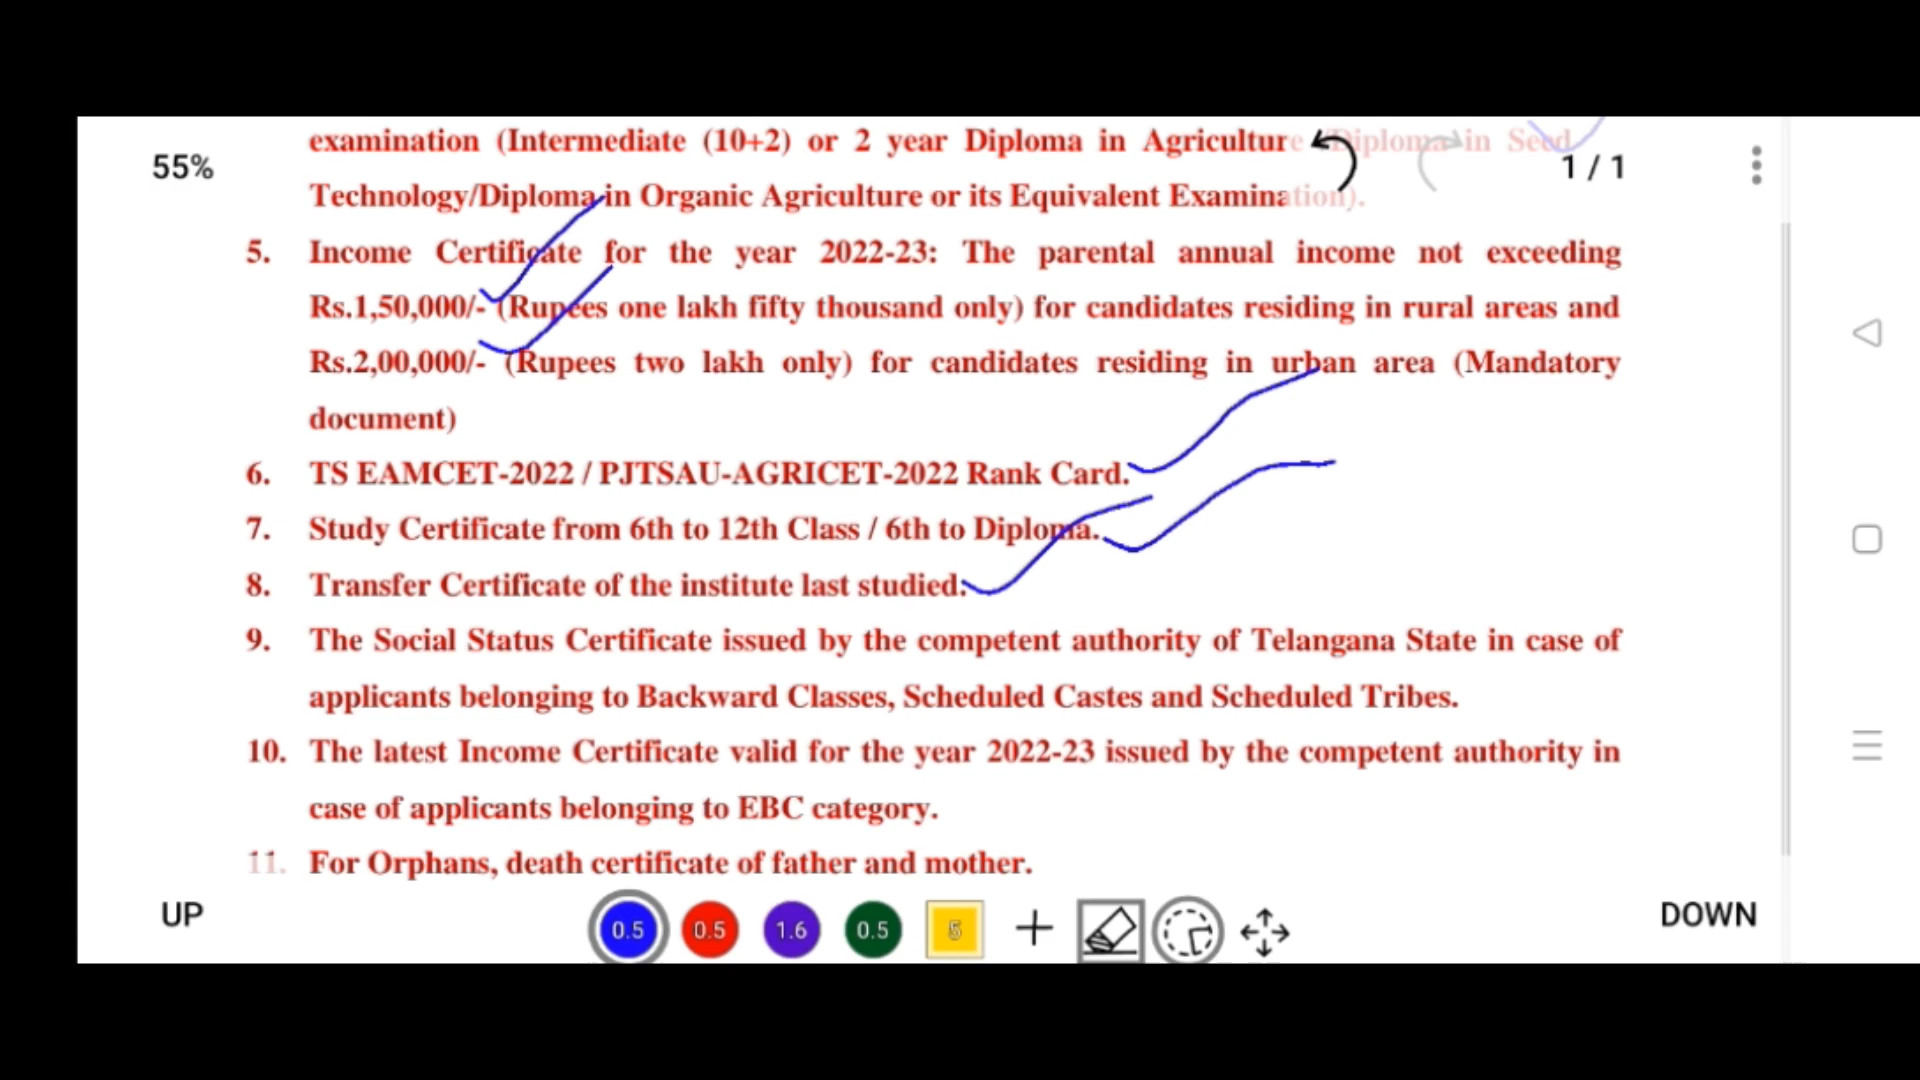 55%
examination (Intermediate (10+2) or 2 year Diploma in Agriculture /Diploma in Seed
1 / 1
Technology/Diploma in Organic Agriculture or its Equivalent Examination).
5. Income Certificate for the year 2022-23: The parental annual income not exceeding
Rs.1,50,000/- (Rupees one lakh fifty thousand only) for candidates residing in rural areas and
Rs.2,00,000/- (Rupees two lakh only) for candidates residing in urban area (Mandatory
document)
6. TS EAMCET-2022 / PJTSAU-AGRICET-2022 Rank Card.
7. Study Certificate from 6th to 12th Class / 6th to Diploma.
8. Transfer Certificate of the institute last studied.
9. The Social Status Certificate issued by the competent authority of Telangana State in case of
applicants belonging to Backward Classes, Scheduled Castes and Scheduled Tribes.
10. The latest Income Certificate valid for the year 2022-23 issued by the competent authority in
case of applicants belonging to EBC category.
11. For Orphans, death certificate of father and mother.
UP
0.5 0.5 1.6 0.5 5
DOWN